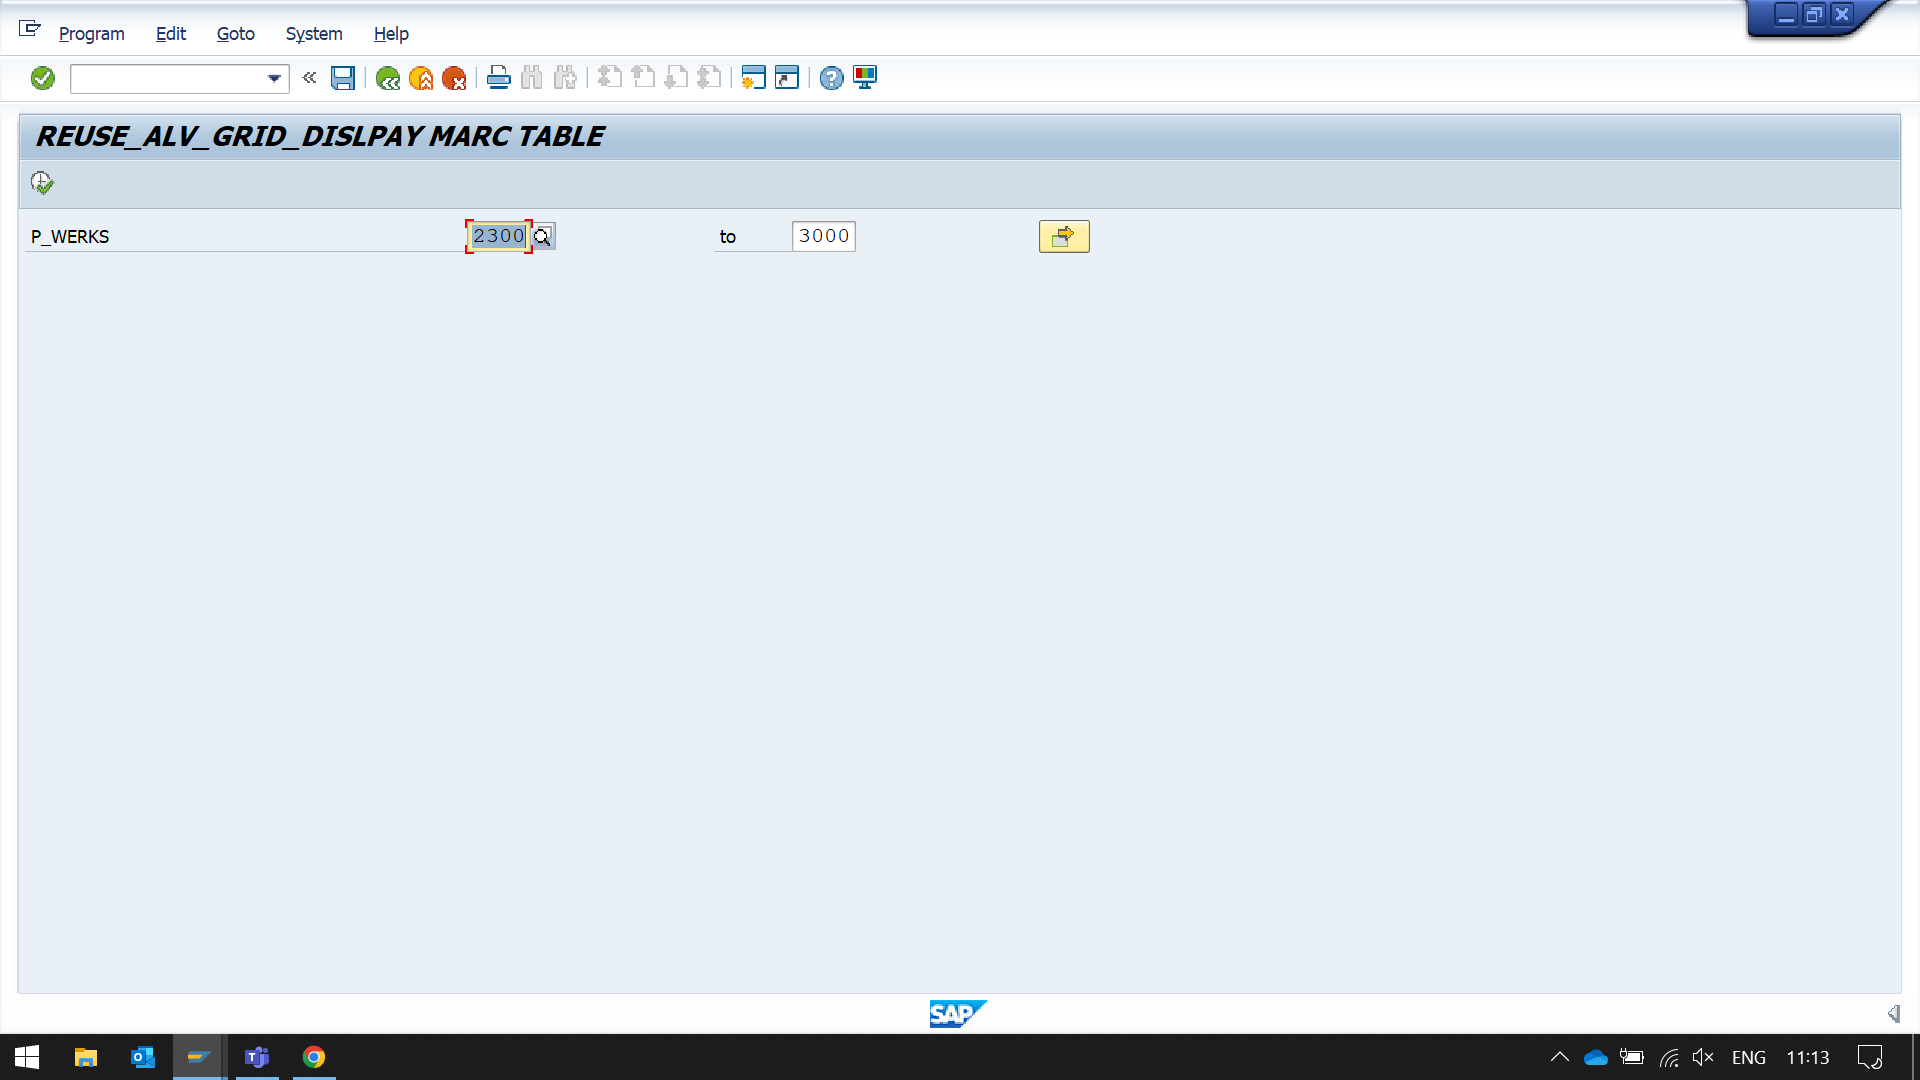 Program Edit Goto System Help
REUSE_ALV_GRID_DISLPAY MARC TABLE
P_WERKS 2300 to 3000
SAP
ENG 11:13